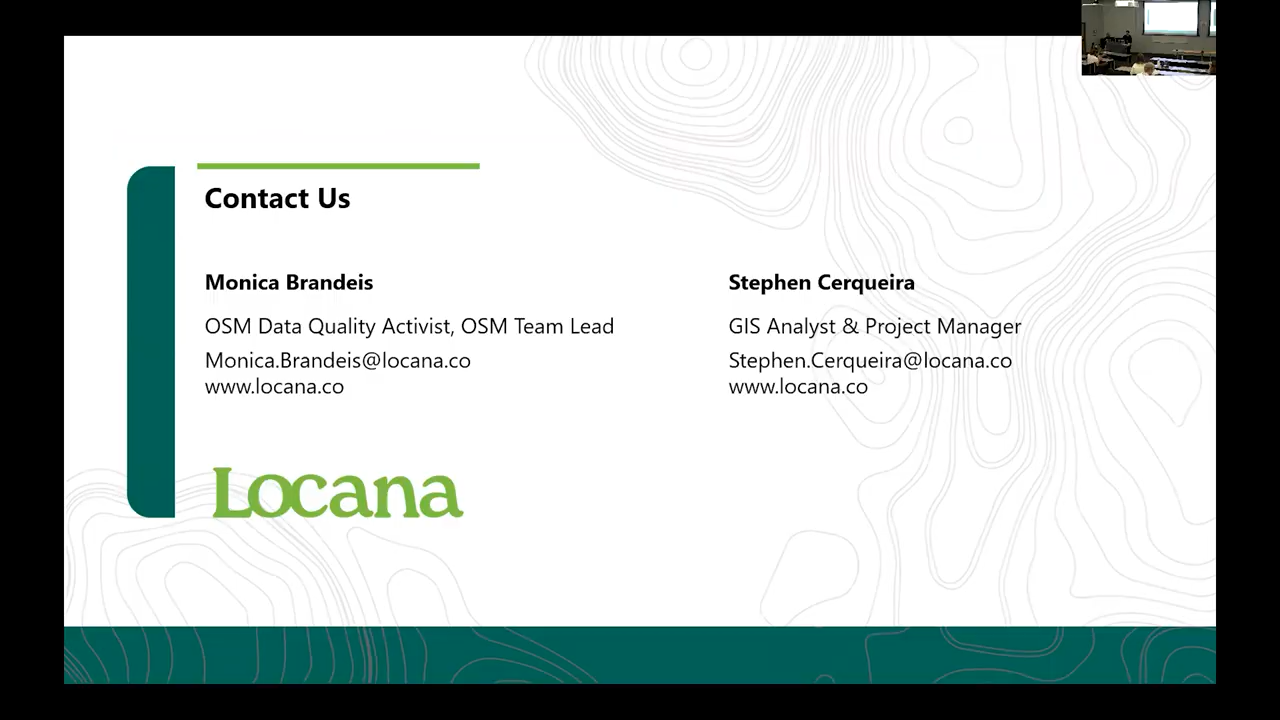 Contact Us
Monica Brandeis
OSM Data Quality Activist, OSM Team Lead
Monica.Brandeis@locana.co
www.locana.co
Stephen Cerqueira
GIS Analyst & Project Manager
Stephen.Cerqueira@locana.co
www.locana.co
Locana